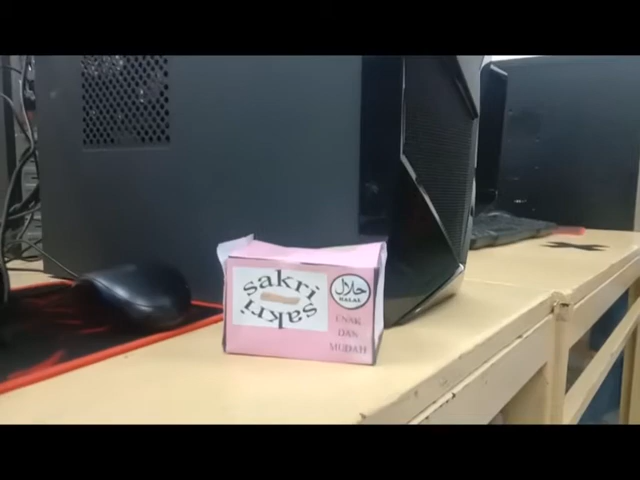 sakri
sakri
حلال
HALAL
ENAK
DAN
MUDAH